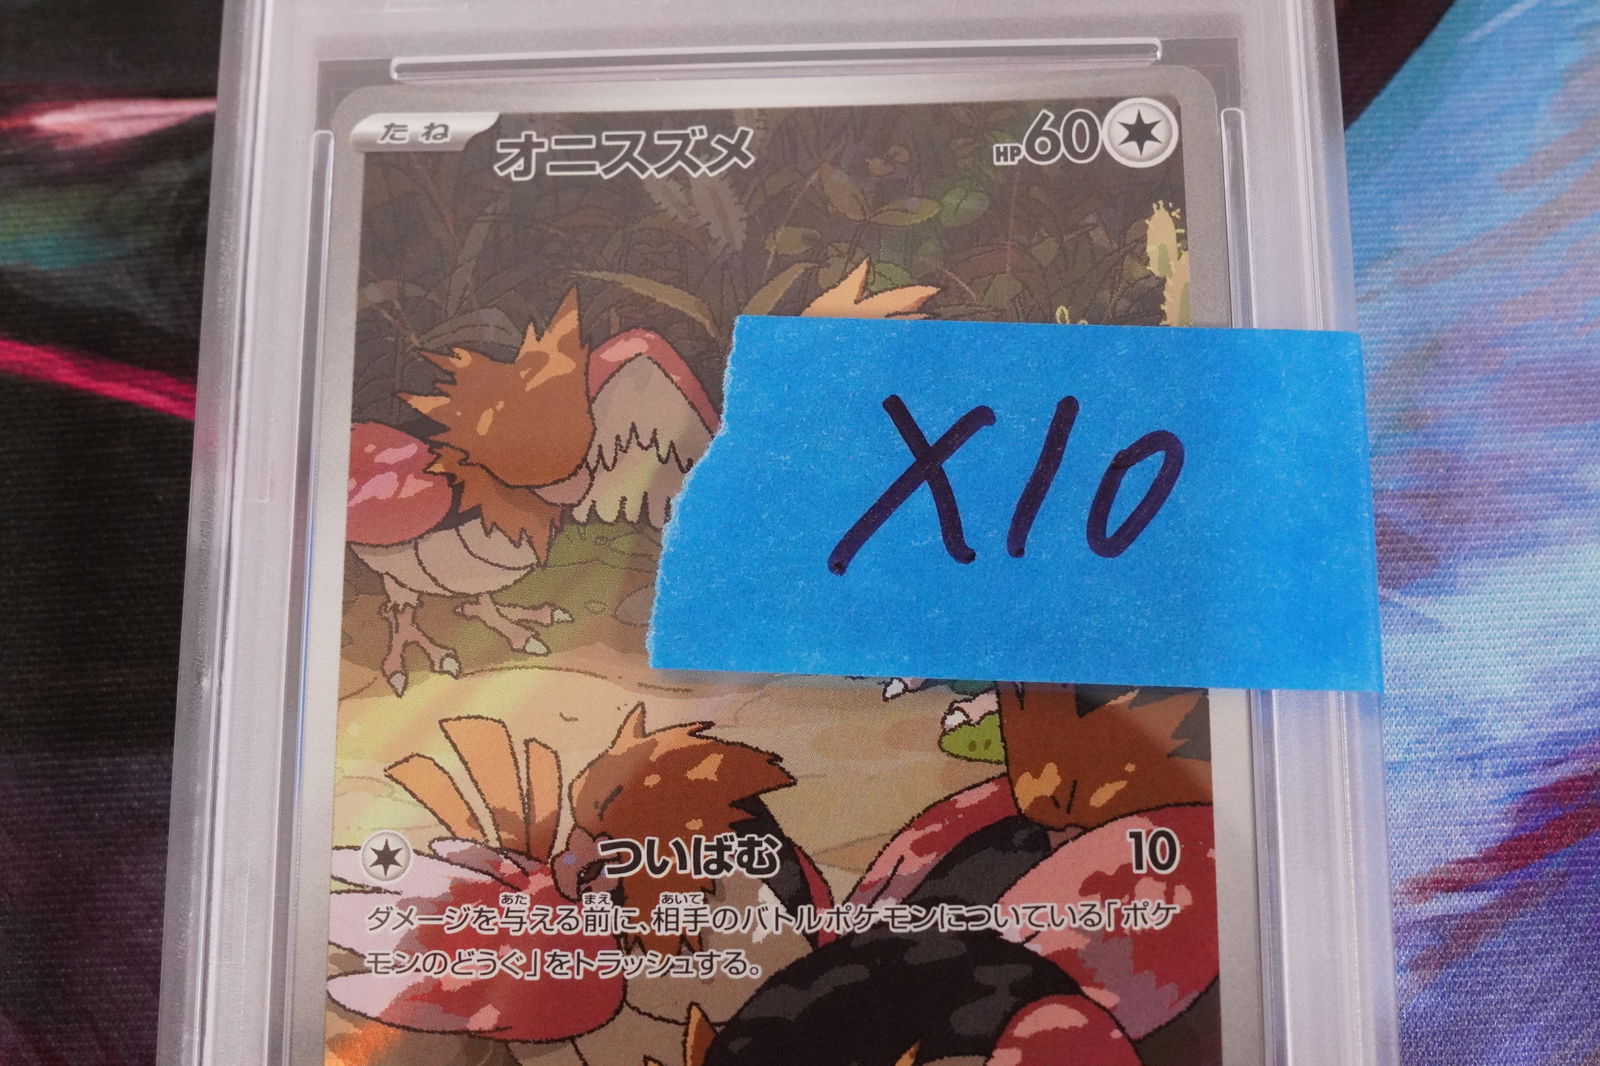 たね オニスズメ HP60
X10
ついばむ 10
ダメージを与える前に、相手のバトルポケモンについている「ポケ
モンのどうぐ」をトラッシュする。